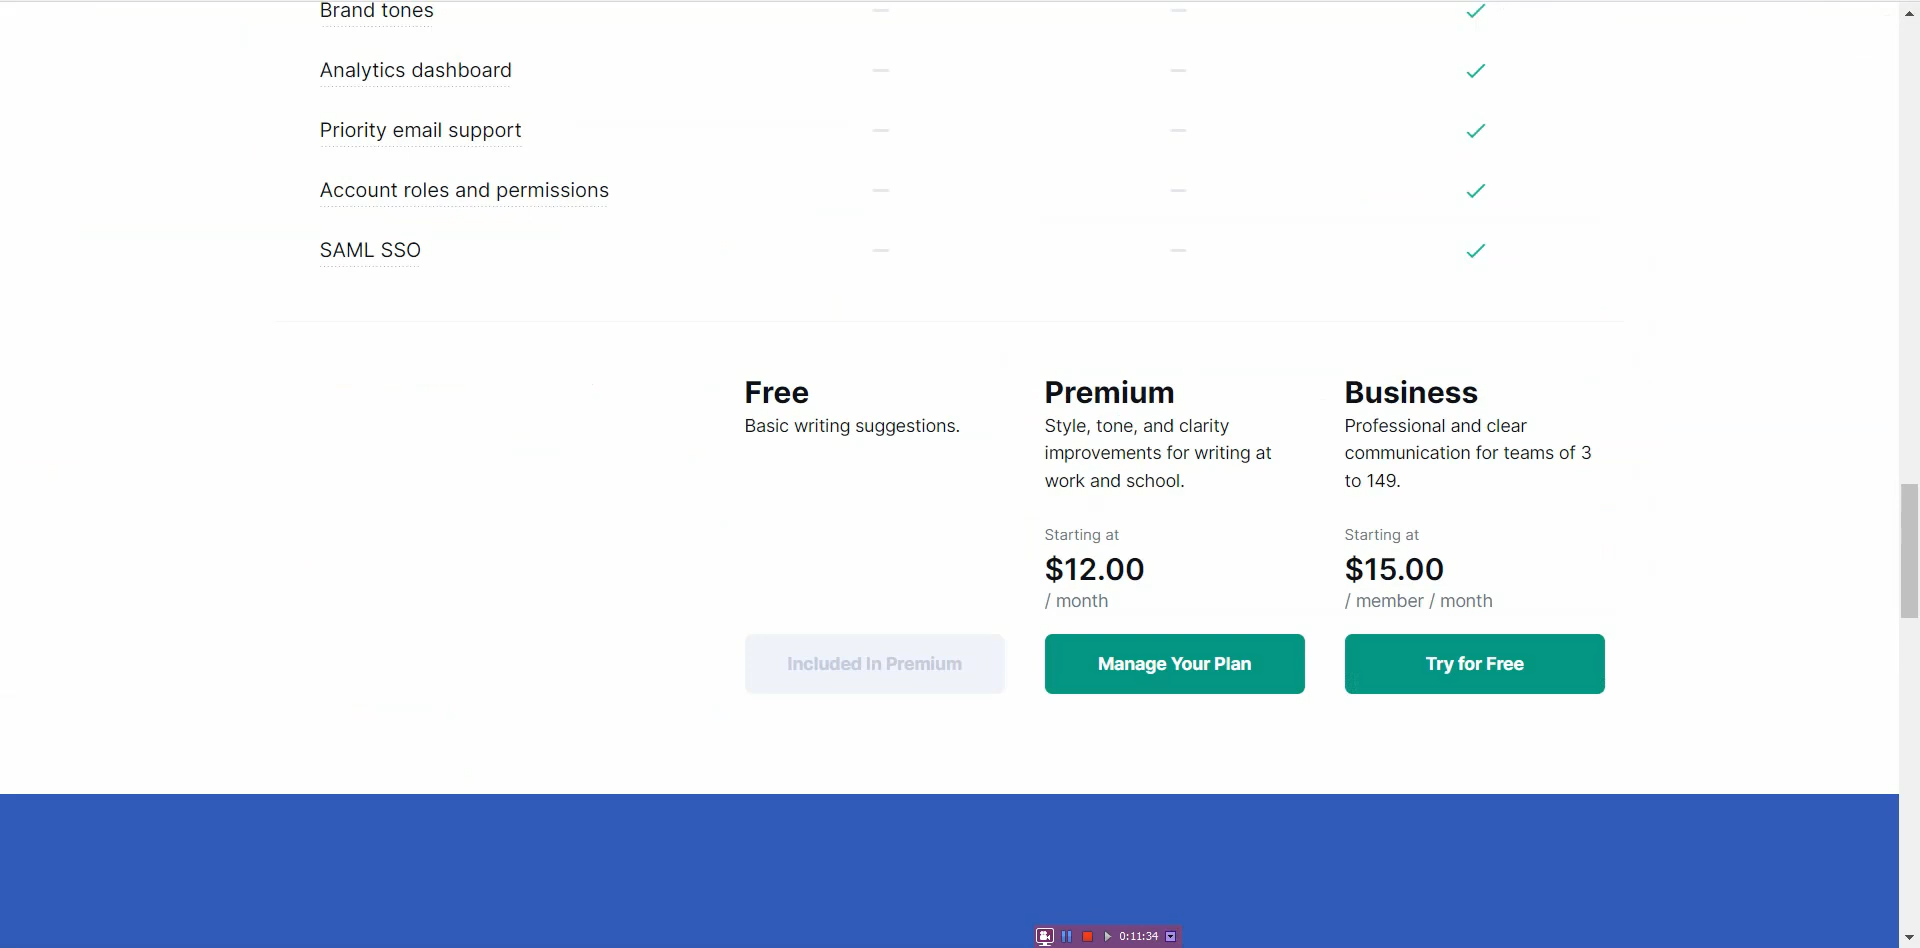 Brand tones
Analytics dashboard
Priority email support
Account roles and permissions
SAML SSO
Free
Basic writing suggestions.
Included In Premium
Premium
Style, tone, and clarity
improvements for writing at
work and school.
Starting at
$12.00
/ month
Manage Your Plan
Business
Professional and clear
communication for teams of 3
to 149.
Starting at
$15.00
/ member / month
Try for Free
0:11:34